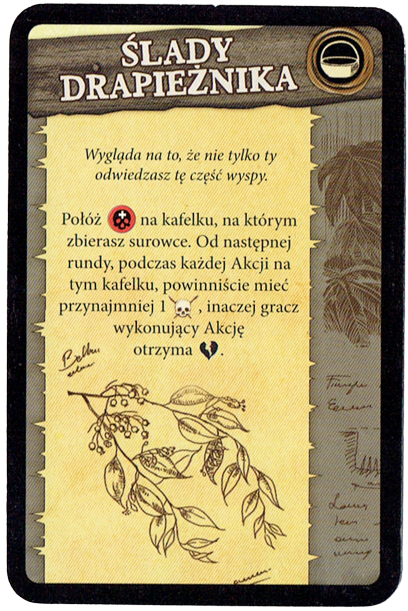 ŚLADY
DRAPIEŻNIKA
Wygląda na to, że nie tylko ty
odwiedzasz tę część wyspy.
Połóż na kafelku, na którym
zbierasz surowce. Od następnej
rundy, podczas każdej Akcji na
tym kafelku, powinniście mieć
przynajmniej 1 , inaczej gracz
wykonujący Akcję
otrzyma .